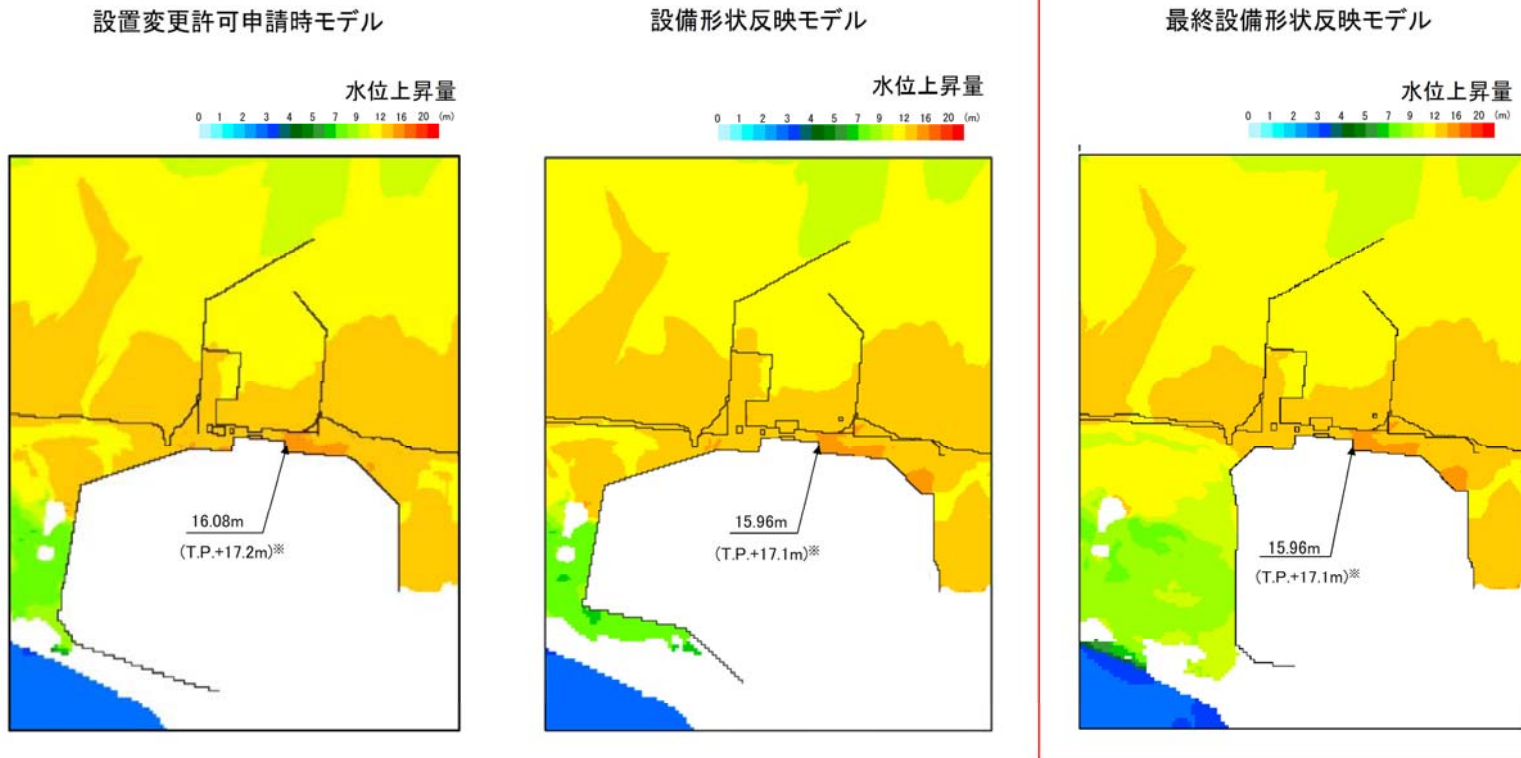 設置変更許可申請時モデル
水位上昇量
0 1 2 3 4 5 7 9 12 16 20 (m)
16.08m
(T.P.+17.2m)※
設備形状反映モデル
水位上昇量
0 1 2 3 4 5 7 9 12 16 20 (m)
15.96m
(T.P.+17.1m)※
最終設備形状反映モデル
水位上昇量
0 1 2 3 4 5 7 9 12 16 20 (m)
15.96m
(T.P.+17.1m)※